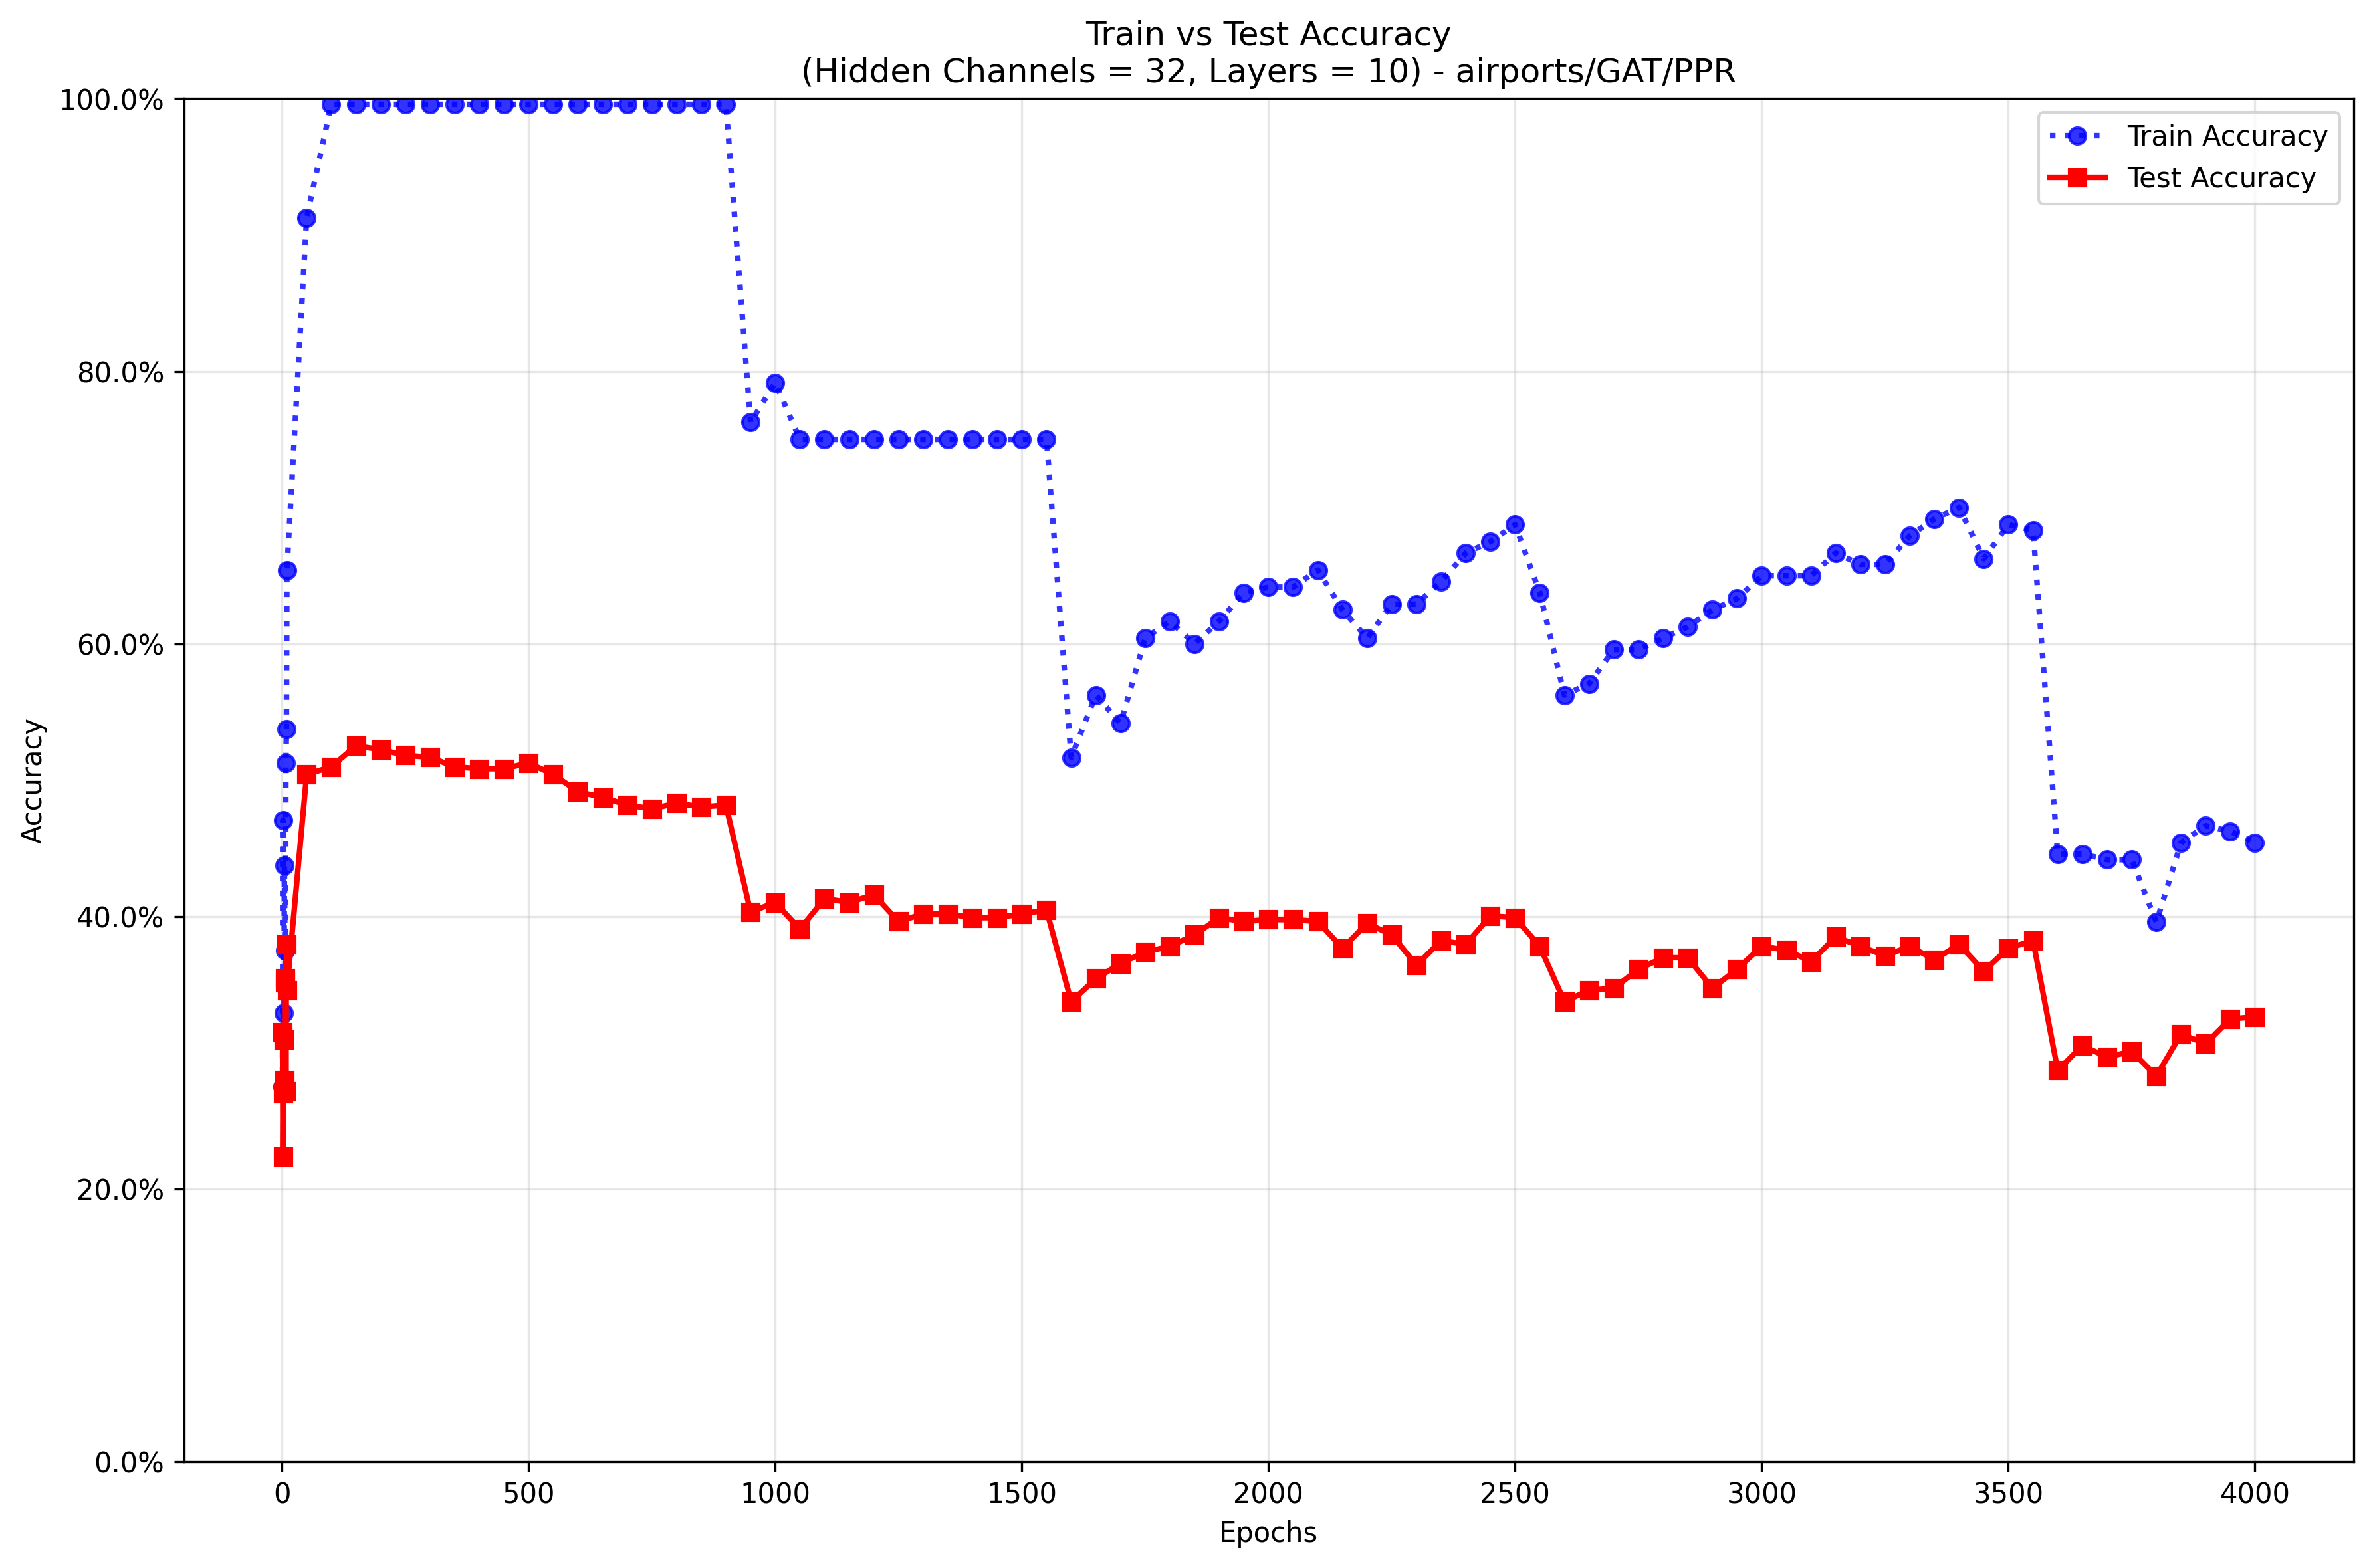 Train vs Test Accuracy
(Hidden Channels = 32, Layers = 10) - airports/GAT/PPR
Train Accuracy
Test Accuracy
Accuracy
100.0%
80.0%
60.0%
40.0%
20.0%
0.0%
0 500 1000 1500 2000 2500 3000 3500 4000
Epochs